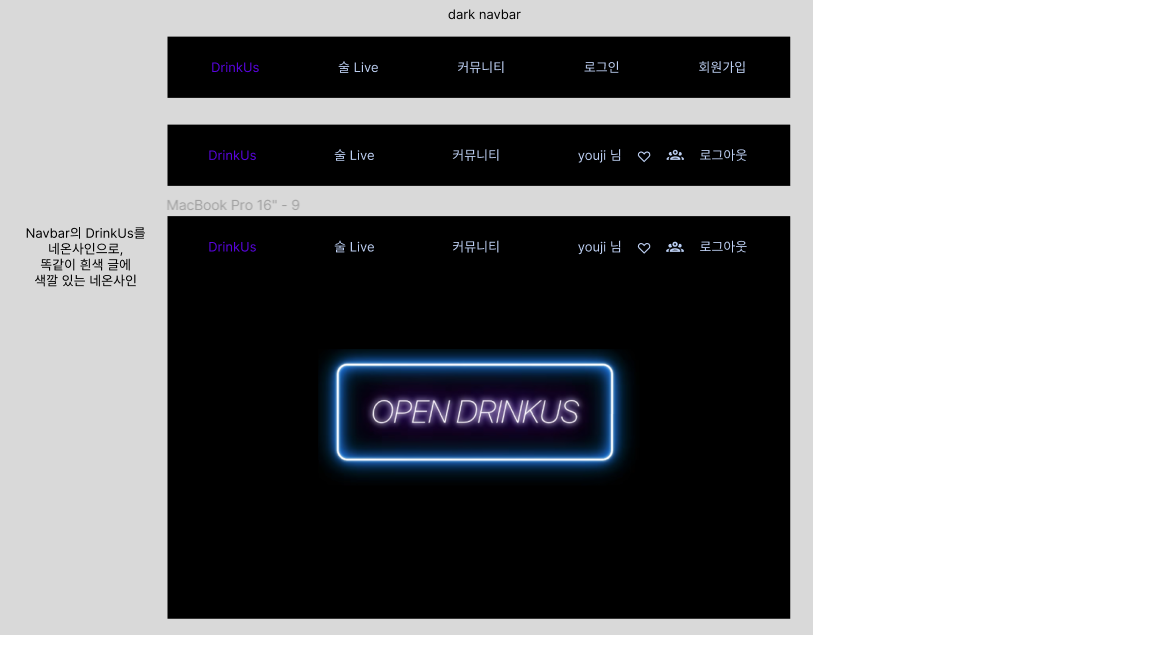 dark navbar
DrinkUs 술 Live 커뮤니티 로그인 회원가입
DrinkUs 술 Live 커뮤니티 youji 님 로그아웃
MacBook Pro 16" - 9
DrinkUs 술 Live 커뮤니티 youji 님 로그아웃
Navbar의 DrinkUs를
네온사인으로,
똑같이 흰색 글에
색깔 있는 네온사인
OPEN DRINKUS